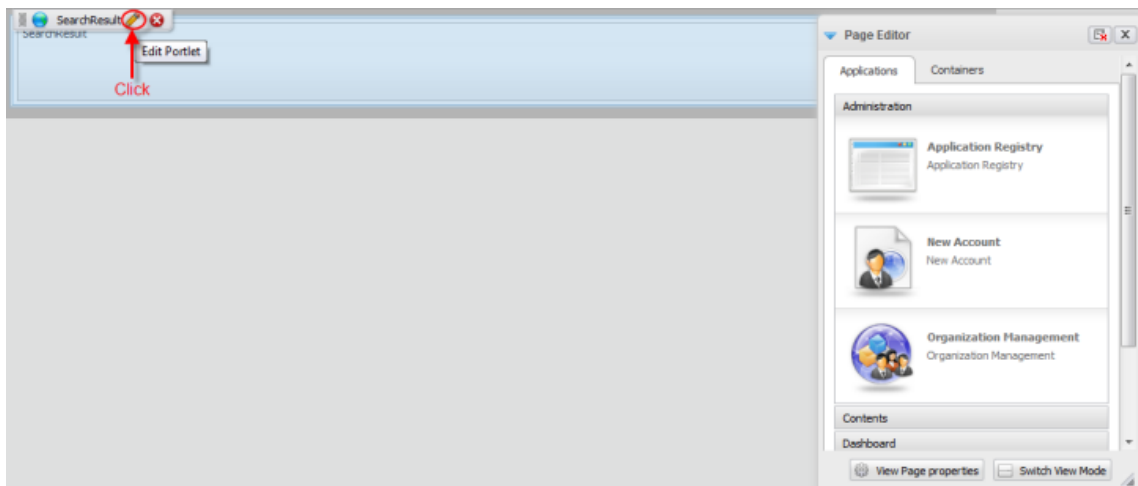 SearchResult
SearchResult
Edit Portlet
Click
Page Editor
Applications Containers
Administration
Application Registry
Application Registry
New Account
New Account
Organization Management
Organization Management
Contents
Dashboard
View Page properties Switch View Mode